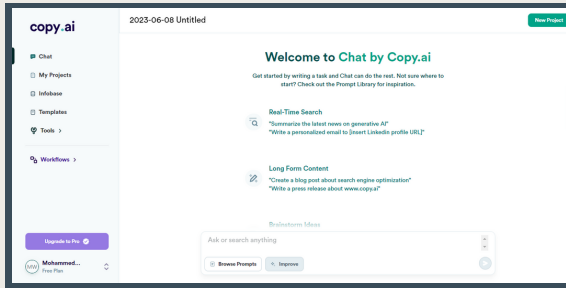 copy.ai
2023-06-08 Untitled
New Project
Chat
My Projects
Infobase
Templates
Tools >
Workflows >
Welcome to Chat by Copy.ai
Get started by writing a task and Chat can do the rest. Not sure where to
start? Check out the Prompt Library for inspiration.
Real-Time Search
"Summarize the latest news on generative AI"
"Write a personalized email to [insert Linkedin profile URL]"
Long Form Content
"Create a blog post about search engine optimization"
"Write a press release about www.copy.ai"
Brainstorm Ideas
Ask or search anything
Browse Prompts
Improve
Upgrade to Pro
MW
Mohammed...
Free Plan